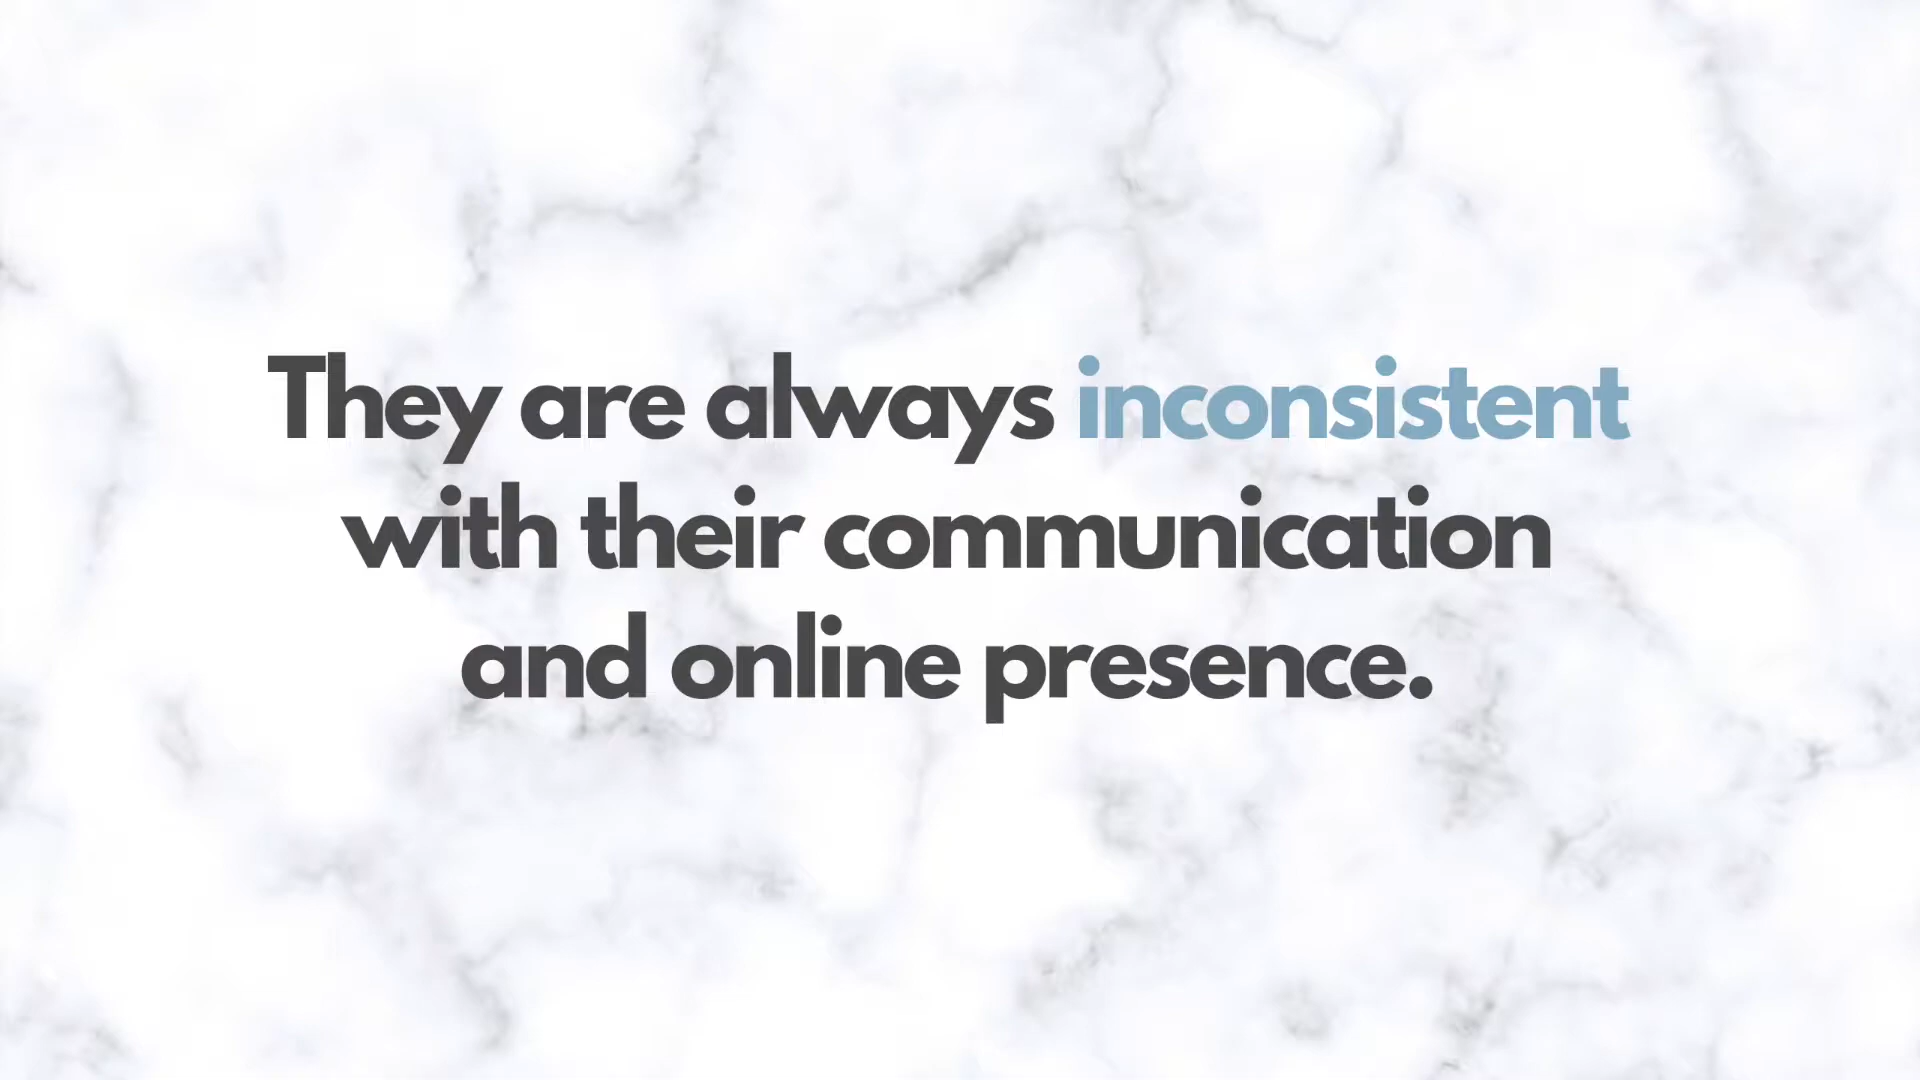 They are always inconsistent
with their communication
and online presence.